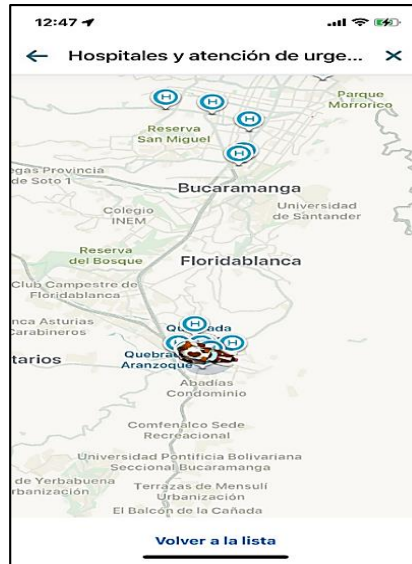 12:47
Hospitales y atención de urge...
Parque
Morrorico
Reserva
San Miguel
egas Provincia
de Soto 1
Bucaramanga
Colegio
INEM
Universidad
de Santander
Reserva
del Bosque
Floridablanca
Club Campestre de
Floridablanca
nca Asturias
Carabineros
tarios
Aranzoque
Abadías
Condominio
Comfenalco Sede
Recreacional
Universidad Pontificia Bolivariana
Seccional Bucaramanga
de Yerbabuena
rbanización
Terrazas de Mensulí
Urbanización
El Balcón de la Cañada
Volver a la lista